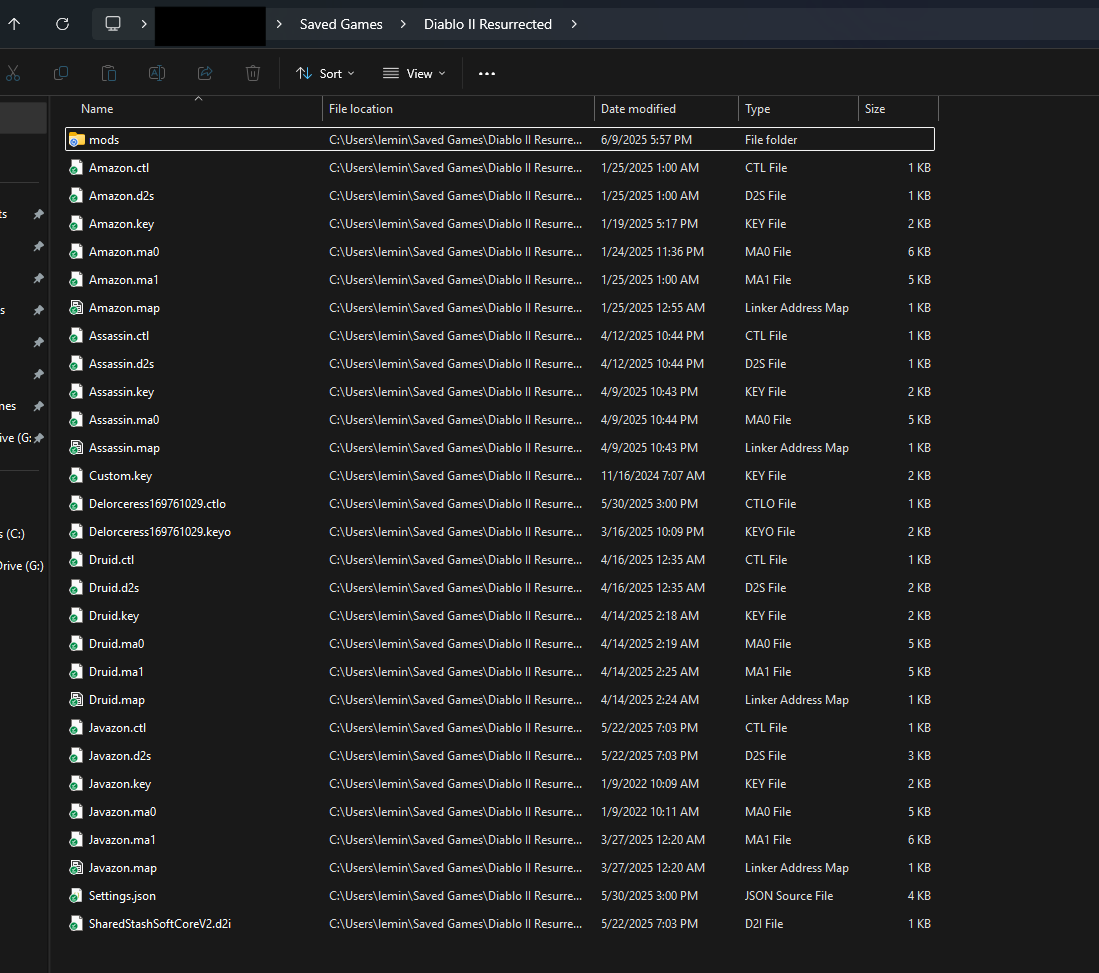 Saved Games > Diablo II Resurrected >
Sort View
Name File location Date modified Type Size
mods C:\Users\lemin\Saved Games\Diablo II Resurre... 6/9/2025 5:57 PM File folder
Amazon.ctl C:\Users\lemin\Saved Games\Diablo II Resurre... 1/25/2025 1:00 AM CTL File 1 KB
Amazon.d2s C:\Users\lemin\Saved Games\Diablo II Resurre... 1/25/2025 1:00 AM D2S File 1 KB
ts Amazon.key C:\Users\lemin\Saved Games\Diablo II Resurre... 1/19/2025 5:17 PM KEY File 2 KB
Amazon.ma0 C:\Users\lemin\Saved Games\Diablo II Resurre... 1/24/2025 11:36 PM MA0 File 6 KB
Amazon.ma1 C:\Users\lemin\Saved Games\Diablo II Resurre... 1/25/2025 1:00 AM MA1 File 5 KB
s Amazon.map C:\Users\lemin\Saved Games\Diablo II Resurre... 1/25/2025 12:55 AM Linker Address Map 1 KB
Assassin.ctl C:\Users\lemin\Saved Games\Diablo II Resurre... 4/12/2025 10:44 PM CTL File 1 KB
Assassin.d2s C:\Users\lemin\Saved Games\Diablo II Resurre... 4/12/2025 10:44 PM D2S File 1 KB
Assassin.key C:\Users\lemin\Saved Games\Diablo II Resurre... 4/9/2025 10:43 PM KEY File 2 KB
nes Assassin.ma0 C:\Users\lemin\Saved Games\Diablo II Resurre... 4/9/2025 10:44 PM MA0 File 5 KB
ive (G: Assassin.map C:\Users\lemin\Saved Games\Diablo II Resurre... 4/9/2025 10:43 PM Linker Address Map 1 KB
Custom.key C:\Users\lemin\Saved Games\Diablo II Resurre... 11/16/2024 7:07 AM KEY File 2 KB
Delorceress169761029.ctlo C:\Users\lemin\Saved Games\Diablo II Resurre... 5/30/2025 3:00 PM CTLO File 1 KB
s (C:) Delorceress169761029.keyo C:\Users\lemin\Saved Games\Diablo II Resurre... 3/16/2025 10:09 PM KEYO File 2 KB
Drive (G:) Druid.ctl C:\Users\lemin\Saved Games\Diablo II Resurre... 4/16/2025 12:35 AM CTL File 1 KB
Druid.d2s C:\Users\lemin\Saved Games\Diablo II Resurre... 4/16/2025 12:35 AM D2S File 2 KB
Druid.key C:\Users\lemin\Saved Games\Diablo II Resurre... 4/14/2025 2:18 AM KEY File 2 KB
Druid.ma0 C:\Users\lemin\Saved Games\Diablo II Resurre... 4/14/2025 2:19 AM MA0 File 5 KB
Druid.ma1 C:\Users\lemin\Saved Games\Diablo II Resurre... 4/14/2025 2:25 AM MA1 File 5 KB
Druid.map C:\Users\lemin\Saved Games\Diablo II Resurre... 4/14/2025 2:24 AM Linker Address Map 1 KB
Javazon.ctl C:\Users\lemin\Saved Games\Diablo II Resurre... 5/22/2025 7:03 PM CTL File 1 KB
Javazon.d2s C:\Users\lemin\Saved Games\Diablo II Resurre... 5/22/2025 7:03 PM D2S File 3 KB
Javazon.key C:\Users\lemin\Saved Games\Diablo II Resurre... 1/9/2022 10:09 AM KEY File 2 KB
Javazon.ma0 C:\Users\lemin\Saved Games\Diablo II Resurre... 1/9/2022 10:11 AM MA0 File 5 KB
Javazon.ma1 C:\Users\lemin\Saved Games\Diablo II Resurre... 3/27/2025 12:20 AM MA1 File 6 KB
Javazon.map C:\Users\lemin\Saved Games\Diablo II Resurre... 3/27/2025 12:20 AM Linker Address Map 1 KB
Settings.json C:\Users\lemin\Saved Games\Diablo II Resurre... 5/30/2025 3:00 PM JSON Source File 4 KB
SharedStashSoftCoreV2.d2i C:\Users\lemin\Saved Games\Diablo II Resurre... 5/22/2025 7:03 PM D2I File 1 KB